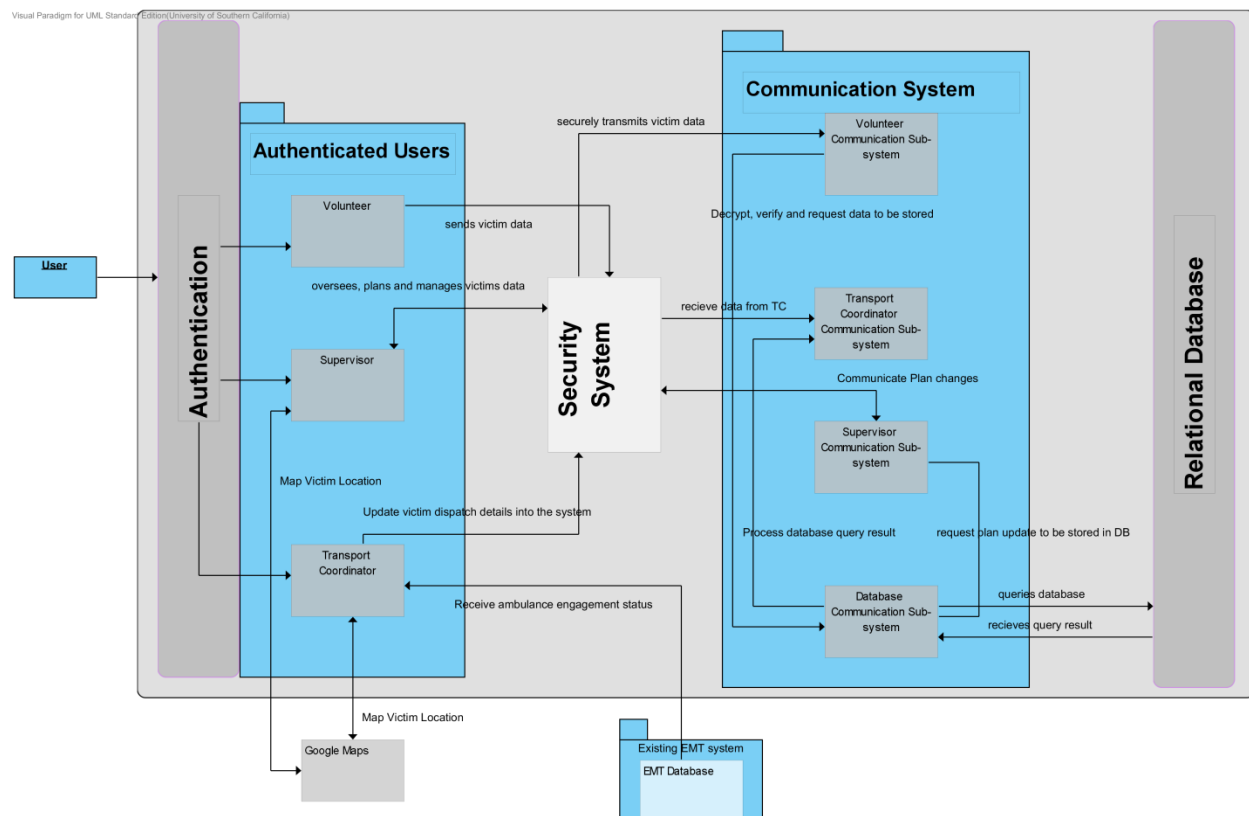 Visual Paradigm for UML Standard Edition(University of Southern California)
Communication System
Authenticated Users
Volunteer
Communication Sub-
system
securely transmits victim data
Volunteer
sends victim data
Decrypt, verify and request data to be stored
User
Authentication
oversees, plans and manages victims data
Security
System
recieve data from TC
Transport
Coordinator
Communication Sub-
system
Relational Database
Supervisor
Communicate Plan changes
Supervisor
Communication Sub-
system
Map Victim Location
Update victim dispatch details into the system
Process database query result
request plan update to be stored in DB
Transport
Coordinator
Receive ambulance engagement status
Database
Communication Sub-
system
queries database
recieves query result
Map Victim Location
Google Maps
Existing EMT system
EMT Database